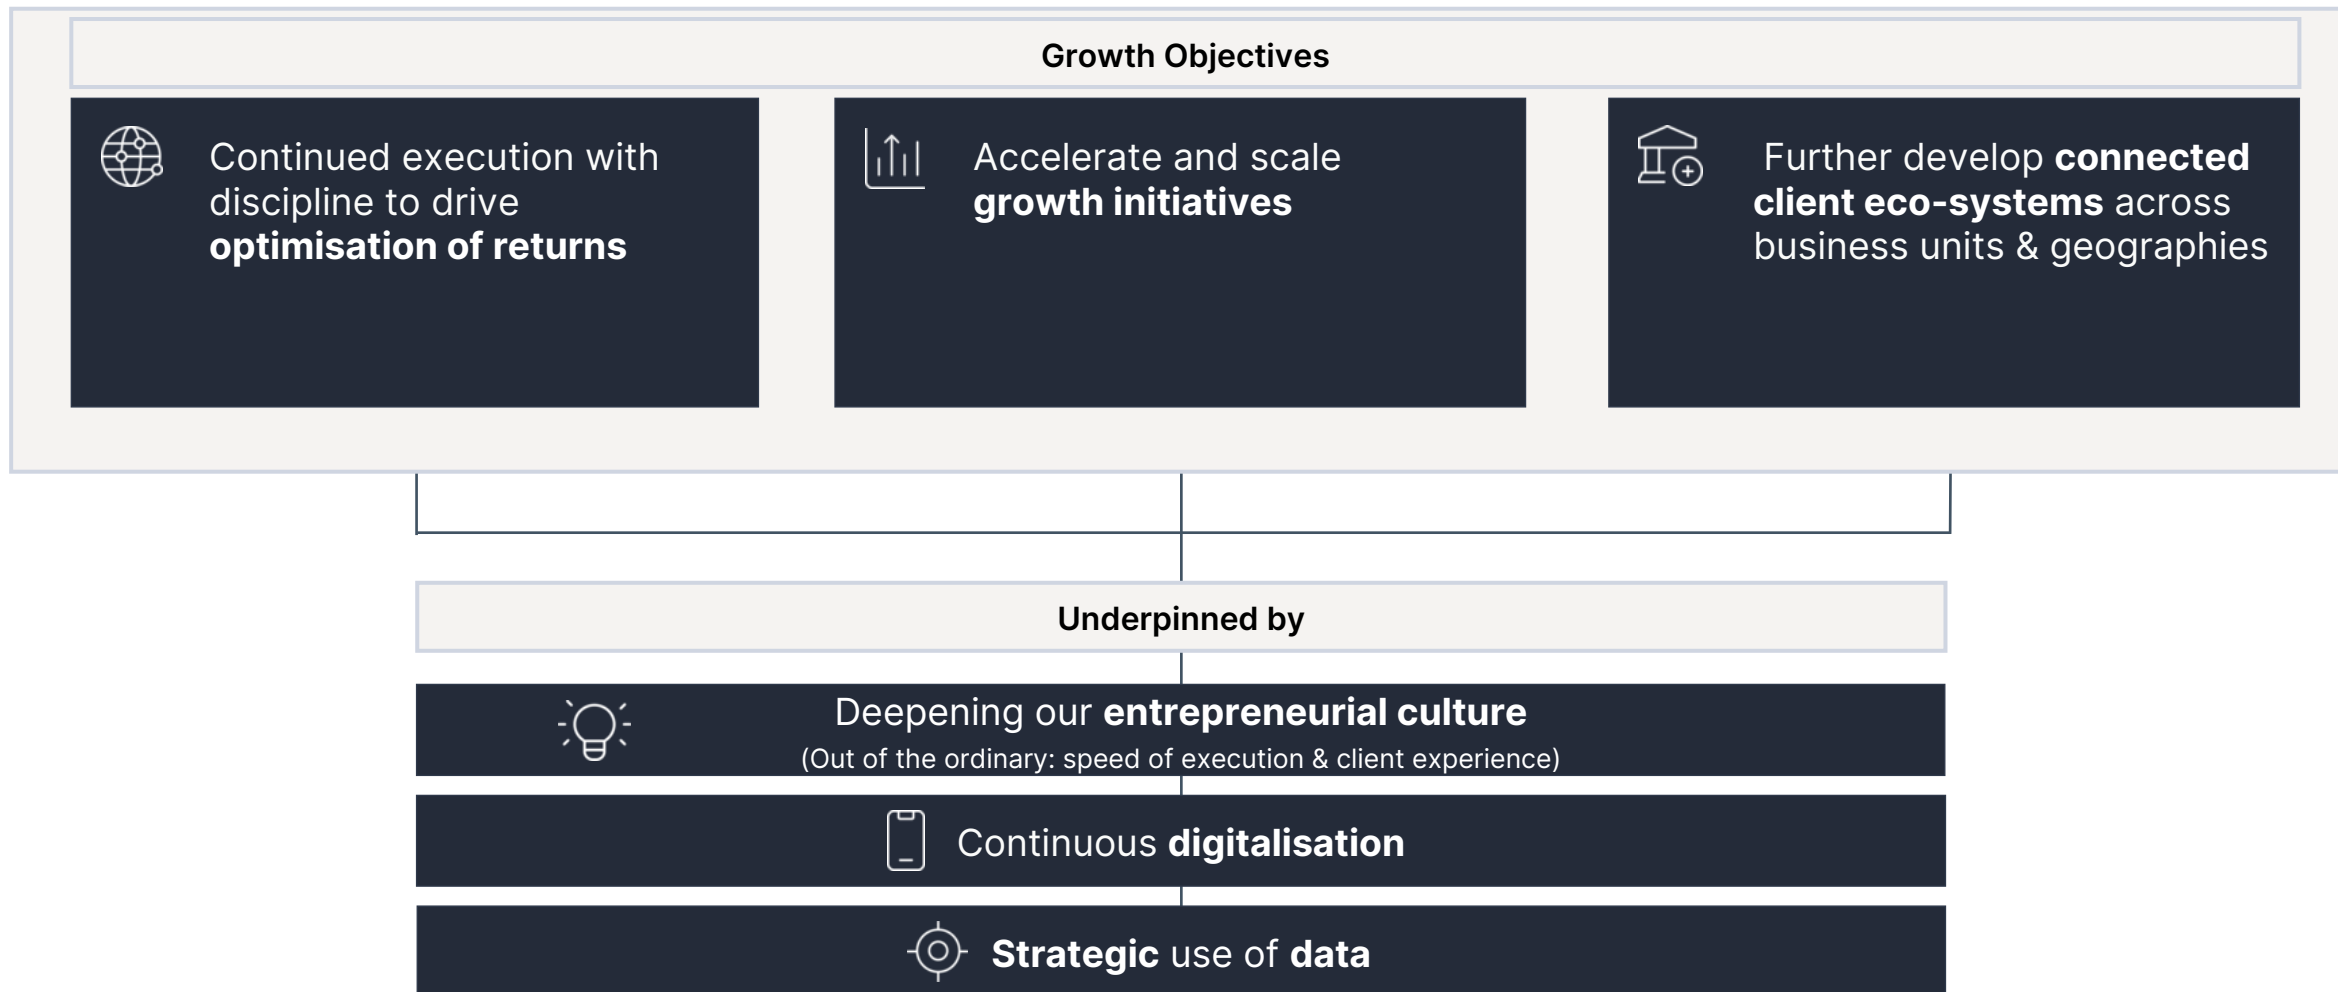 Growth Objectives
Continued execution with
discipline to drive
optimisation of returns
Accelerate and scale
growth initiatives
Further develop connected
client eco-systems across
business units & geographies
Underpinned by
Deepening our entrepreneurial culture
(Out of the ordinary: speed of execution & client experience)
Continuous digitalisation
Strategic use of data